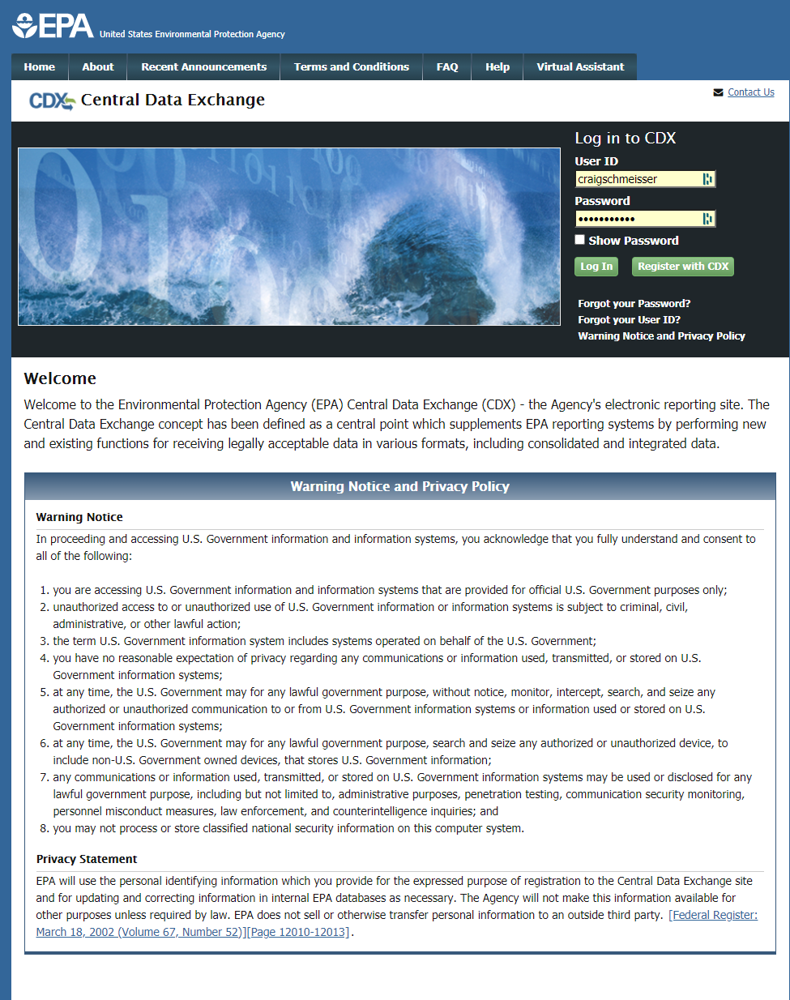 EPA United States Environmental Protection Agency
Home About Recent Announcements Terms and Conditions FAQ Help Virtual Assistant
CDX Central Data Exchange
Contact Us
Log in to CDX
User ID
craigschmeisser
Password
•••••••••••
Show Password
Log In Register with CDX
Forgot your Password?
Forgot your User ID?
Warning Notice and Privacy Policy
Welcome
Welcome to the Environmental Protection Agency (EPA) Central Data Exchange (CDX) - the Agency's electronic reporting site. The
Central Data Exchange concept has been defined as a central point which supplements EPA reporting systems by performing new
and existing functions for receiving legally acceptable data in various formats, including consolidated and integrated data.
Warning Notice and Privacy Policy
Warning Notice
In proceeding and accessing U.S. Government information and information systems, you acknowledge that you fully understand and consent to
all of the following:
1. you are accessing U.S. Government information and information systems that are provided for official U.S. Government purposes only;
2. unauthorized access to or unauthorized use of U.S. Government information or information systems is subject to criminal, civil,
administrative, or other lawful action;
3. the term U.S. Government information system includes systems operated on behalf of the U.S. Government;
4. you have no reasonable expectation of privacy regarding any communications or information used, transmitted, or stored on U.S.
Government information systems;
5. at any time, the U.S. Government may for any lawful government purpose, without notice, monitor, intercept, search, and seize any
authorized or unauthorized communication to or from U.S. Government information systems or information used or stored on U.S.
Government information systems;
6. at any time, the U.S. Government may for any lawful government purpose, search and seize any authorized or unauthorized device, to
include non-U.S. Government owned devices, that stores U.S. Government information;
7. any communications or information used, transmitted, or stored on U.S. Government information systems may be used or disclosed for any
lawful government purpose, including but not limited to, administrative purposes, penetration testing, communication security monitoring,
personnel misconduct measures, law enforcement, and counterintelligence inquiries; and
8. you may not process or store classified national security information on this computer system.
Privacy Statement
EPA will use the personal identifying information which you provide for the expressed purpose of registration to the Central Data Exchange site
and for updating and correcting information in internal EPA databases as necessary. The Agency will not make this information available for
other purposes unless required by law. EPA does not sell or otherwise transfer personal information to an outside third party. [Federal Register:
March 18, 2002 (Volume 67, Number 52)][Page 12010-12013].